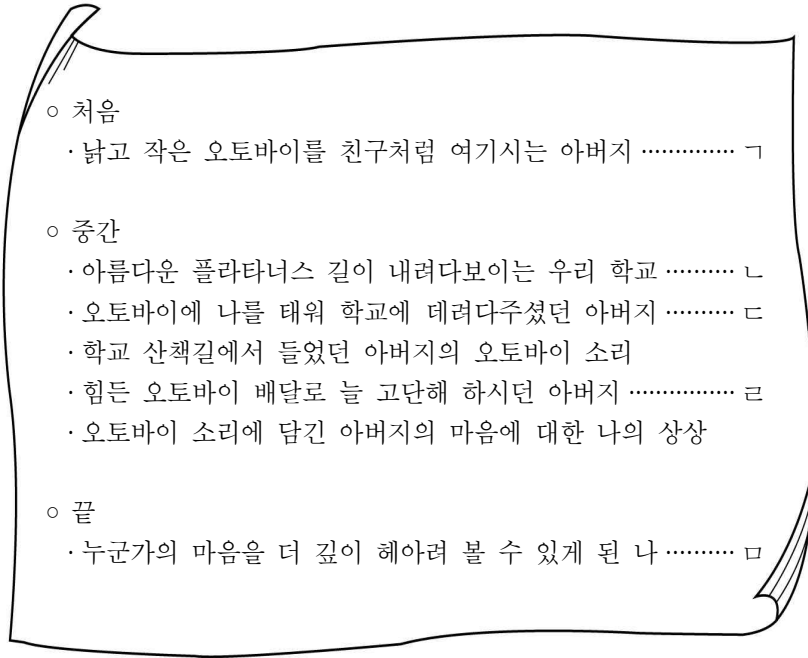 ○ 처음
· 낡고 작은 오토바이를 친구처럼 여기시는 아버지 ·············· ㄱ
○ 중간
· 아름다운 플라타너스 길이 내려다보이는 우리 학교 ·········· ㄴ
· 오토바이에 나를 태워 학교에 데려다주셨던 아버지 ·········· ㄷ
· 학교 산책길에서 들었던 아버지의 오토바이 소리
· 힘든 오토바이 배달로 늘 고단해 하시던 아버지 ················ ㄹ
· 오토바이 소리에 담긴 아버지의 마음에 대한 나의 상상
○ 끝
· 누군가의 마음을 더 깊이 헤아려 볼 수 있게 된 나 ·········· ㅁ